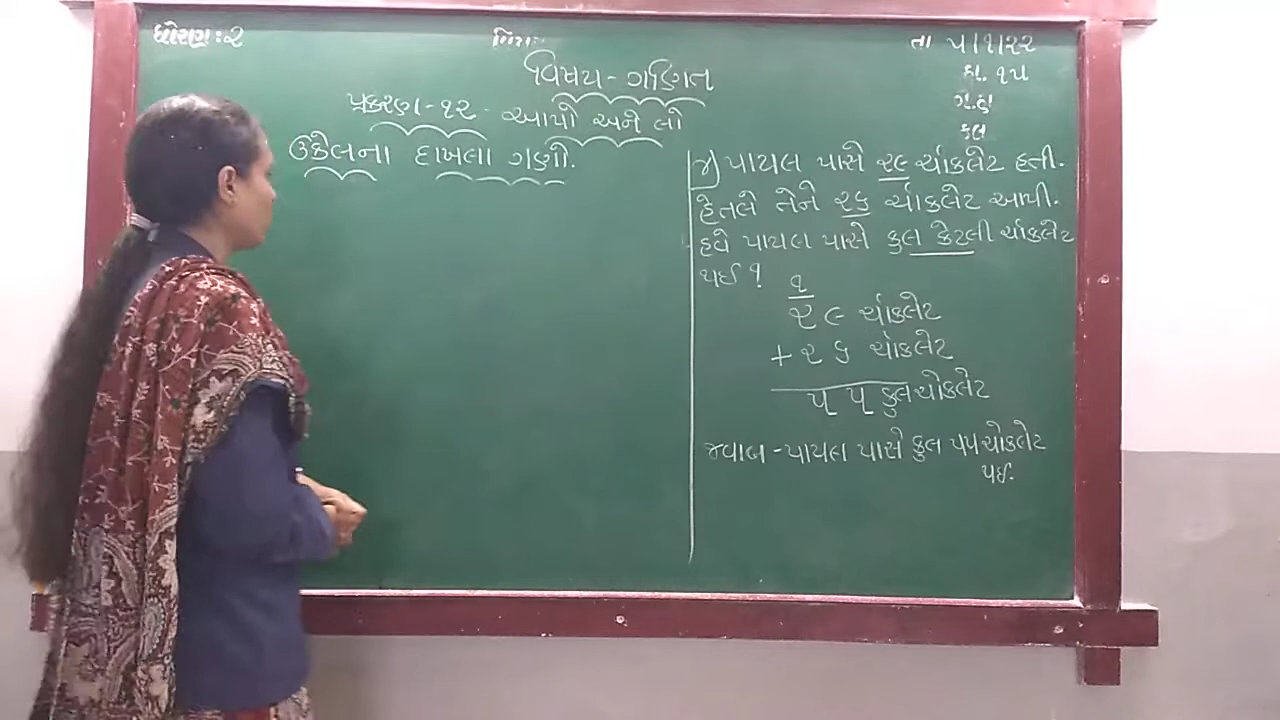 ધોરણ:૨
તા ૫/૧/૨૨
હા. ૧૫
ગે.હા
કુલ
વિષય-ગણિત
પ્રકરણ-૧૨ - આપો અને લો
ઉકેલના દાખલા ગણો.
૪) પાયલ પાસે ૨૯ ચૉકલેટ હતી.
હેતલે તેને ૨૬ ચૉકલેટ આપી.
હવે પાયલ પાસે કુલ કેટલી ચૉકલેટ
થઈ ?
૧
૨૯ ચૉકલેટ
+ ૨૬ ચૉકલેટ
૫૫ કુલ ચોકલેટ
જવાબ - પાયલ પાસે કુલ ૫૫ ચોકલેટ
થઈ.